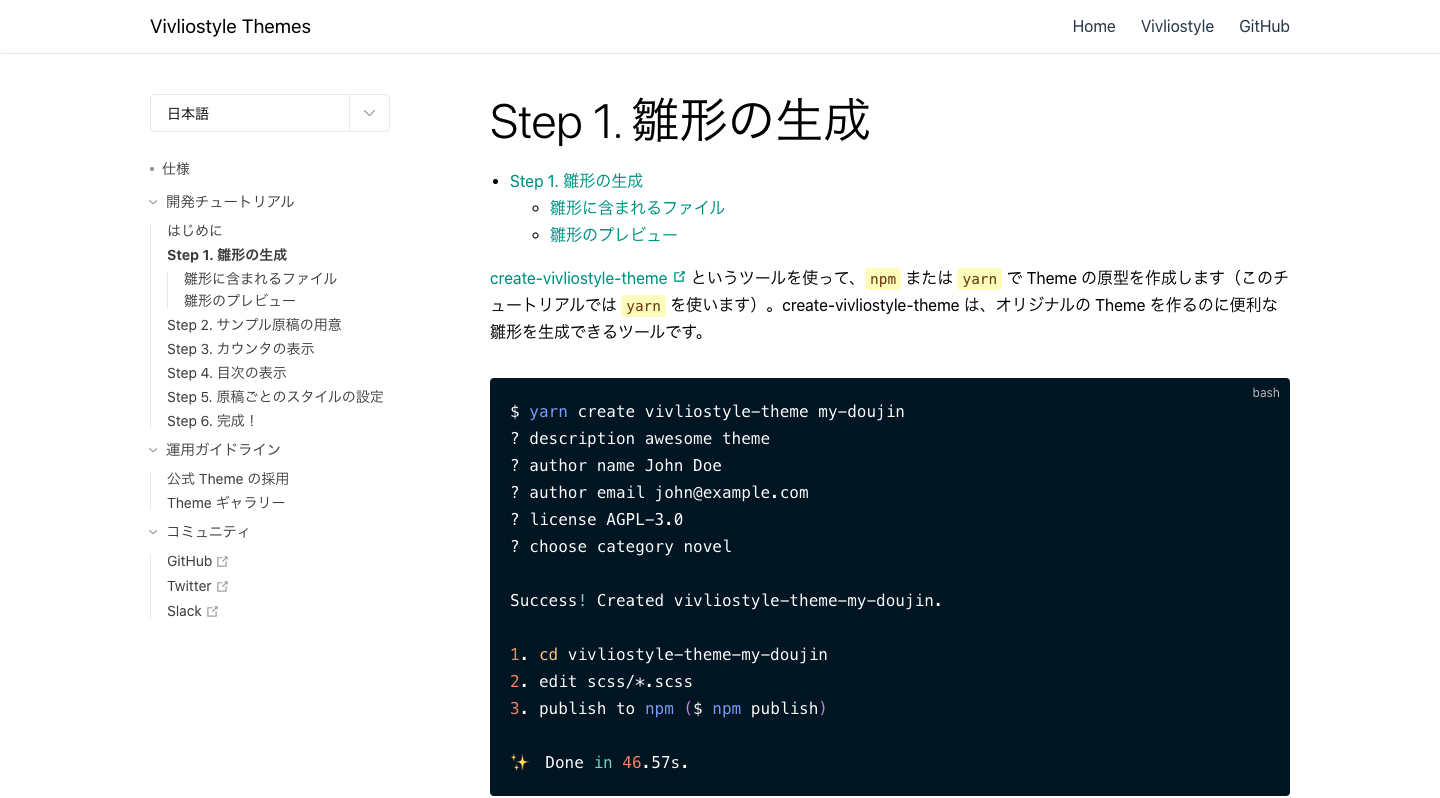 Vivliostyle Themes
Home Vivliostyle GitHub
日本語
仕様
開発チュートリアル
はじめに
Step 1. 雛形の生成
雛形に含まれるファイル
雛形のプレビュー
Step 2. サンプル原稿の用意
Step 3. カウンタの表示
Step 4. 目次の表示
Step 5. 原稿ごとのスタイルの設定
Step 6. 完成！
運用ガイドライン
公式 Theme の採用
Theme ギャラリー
コミュニティ
GitHub
Twitter
Slack
Step 1. 雛形の生成
Step 1. 雛形の生成
雛形に含まれるファイル
雛形のプレビュー
create-vivliostyle-theme というツールを使って、 npm または yarn で Theme の原型を作成します（このチ
ュートリアルでは yarn を使います）。create-vivliostyle-theme は、オリジナルの Theme を作るのに便利な
雛形を生成できるツールです。
bash
$ yarn create vivliostyle-theme my-doujin
? description awesome theme
? author name John Doe
? author email john@example.com
? license AGPL-3.0
? choose category novel
Success! Created vivliostyle-theme-my-doujin.
1. cd vivliostyle-theme-my-doujin
2. edit scss/*.scss
3. publish to npm ($ npm publish)
✨ Done in 46.57s.